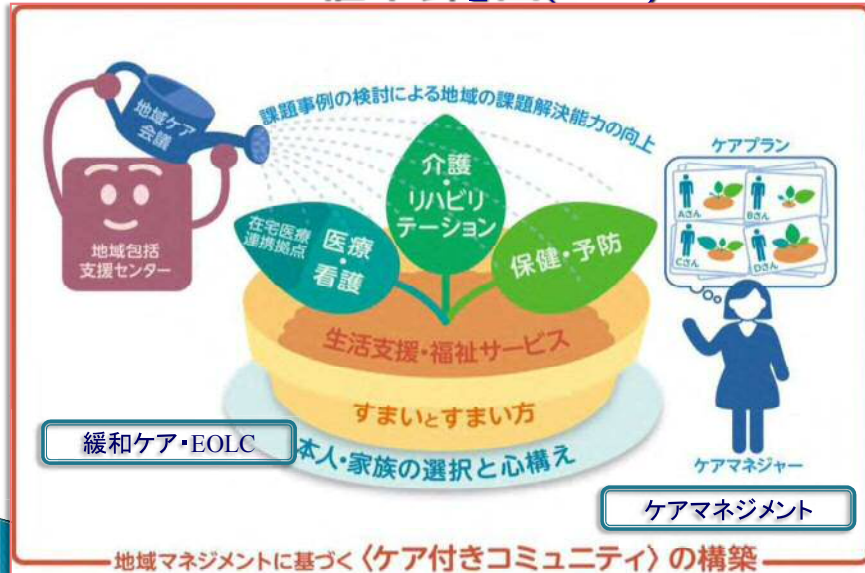 地域ケア
会議
課題事例の検討による地域の課題解決能力の向上
地域包括
支援センター
在宅医療
連携拠点
医療
・
看護
介護
・
リハビリ
テーション
保健・予防
ケアプラン
Aさん
Bさん
Cさん
Dさん
生活支援・福祉サービス
すまいとすまい方
本人・家族の選択と心構え
緩和ケア・EOLC
ケアマネジャー
ケアマネジメント
地域マネジメントに基づく〈ケア付きコミュニティ〉の構築